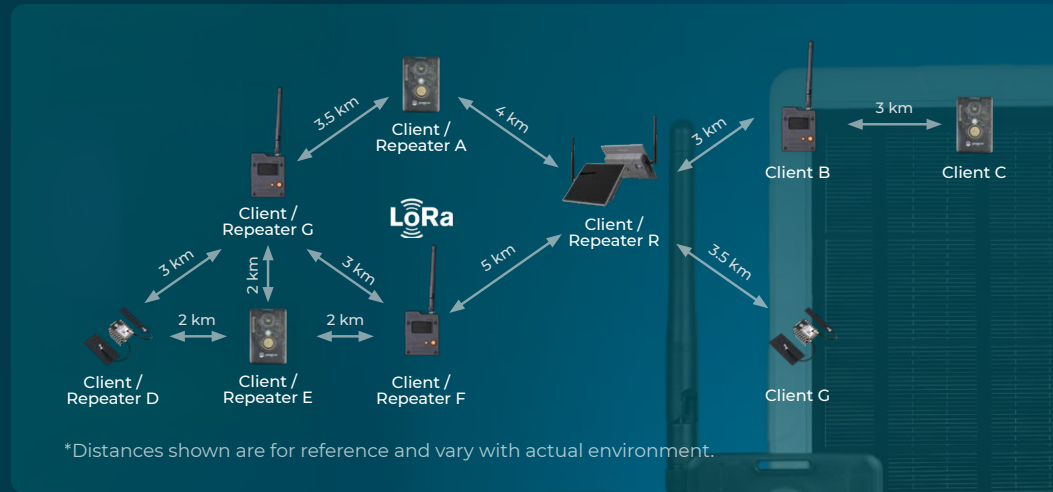 3.5 km
Client /
Repeater A
4 km
3 km
Client B
3 km
Client C
Client /
Repeater G
LoRa
Client /
Repeater R
3 km
2 km
3 km
5 km
3.5 km
2 km
2 km
Client /
Repeater D
Client /
Repeater E
Client /
Repeater F
Client G
*Distances shown are for reference and vary with actual environment.